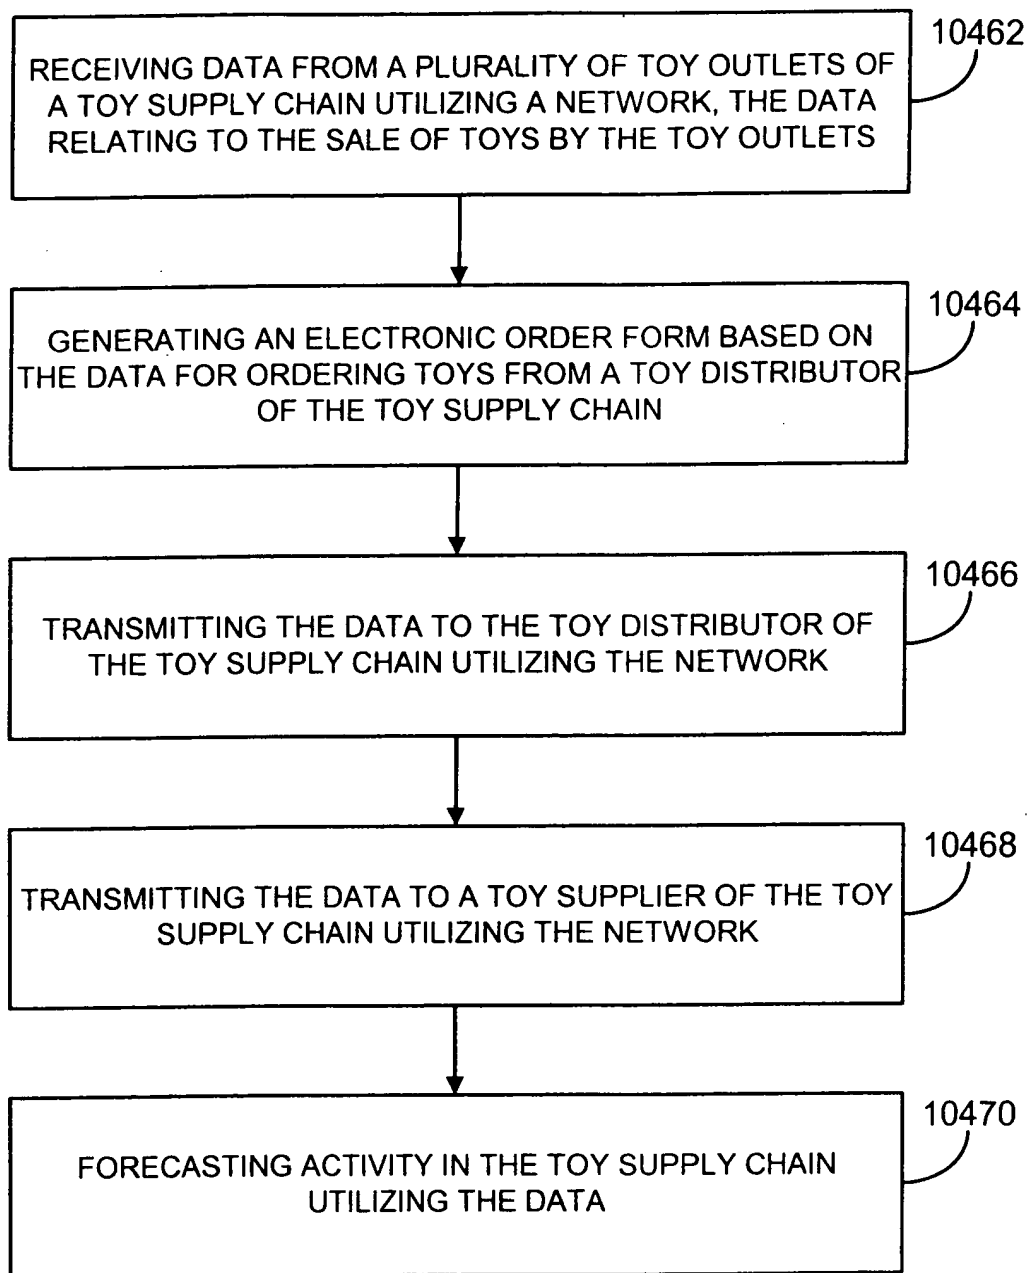 10462
RECEIVING DATA FROM A PLURALITY OF TOY OUTLETS OF
A TOY SUPPLY CHAIN UTILIZING A NETWORK, THE DATA
RELATING TO THE SALE OF TOYS BY THE TOY OUTLETS
10464
GENERATING AN ELECTRONIC ORDER FORM BASED ON
THE DATA FOR ORDERING TOYS FROM A TOY DISTRIBUTOR
OF THE TOY SUPPLY CHAIN
10466
TRANSMITTING THE DATA TO THE TOY DISTRIBUTOR OF
THE TOY SUPPLY CHAIN UTILIZING THE NETWORK
10468
TRANSMITTING THE DATA TO A TOY SUPPLIER OF THE TOY
SUPPLY CHAIN UTILIZING THE NETWORK
10470
FORECASTING ACTIVITY IN THE TOY SUPPLY CHAIN
UTILIZING THE DATA